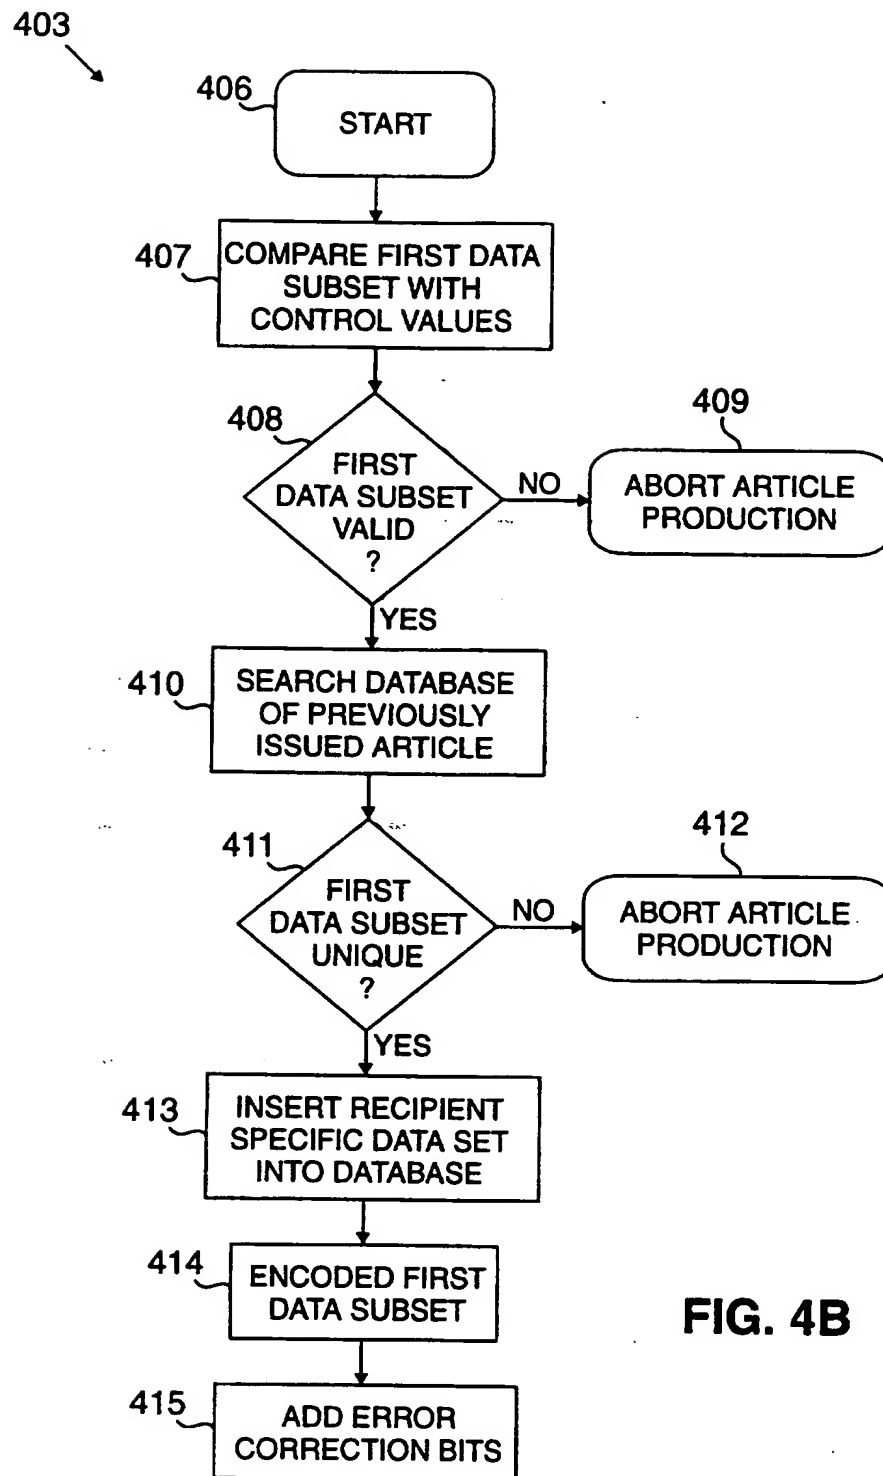 403
406
START
407
COMPARE FIRST DATA
SUBSET WITH
CONTROL VALUES
408
FIRST
DATA SUBSET
VALID
?
NO
409
ABORT ARTICLE
PRODUCTION
YES
410
SEARCH DATABASE
OF PREVIOUSLY
ISSUED ARTICLE
411
FIRST
DATA SUBSET
UNIQUE
?
NO
412
ABORT ARTICLE
PRODUCTION
YES
413
INSERT RECIPIENT
SPECIFIC DATA SET
INTO DATABASE
414
ENCODED FIRST
DATA SUBSET
FIG. 4B
415
ADD ERROR
CORRECTION BITS